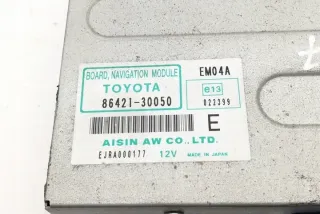 BOARD, NAVIGATION MODULE
EM04A
TOYOTA
86421-30050
e13
023399
E
AISIN AW CO., LTD.
EJRA000177 12V MADE IN JAPAN